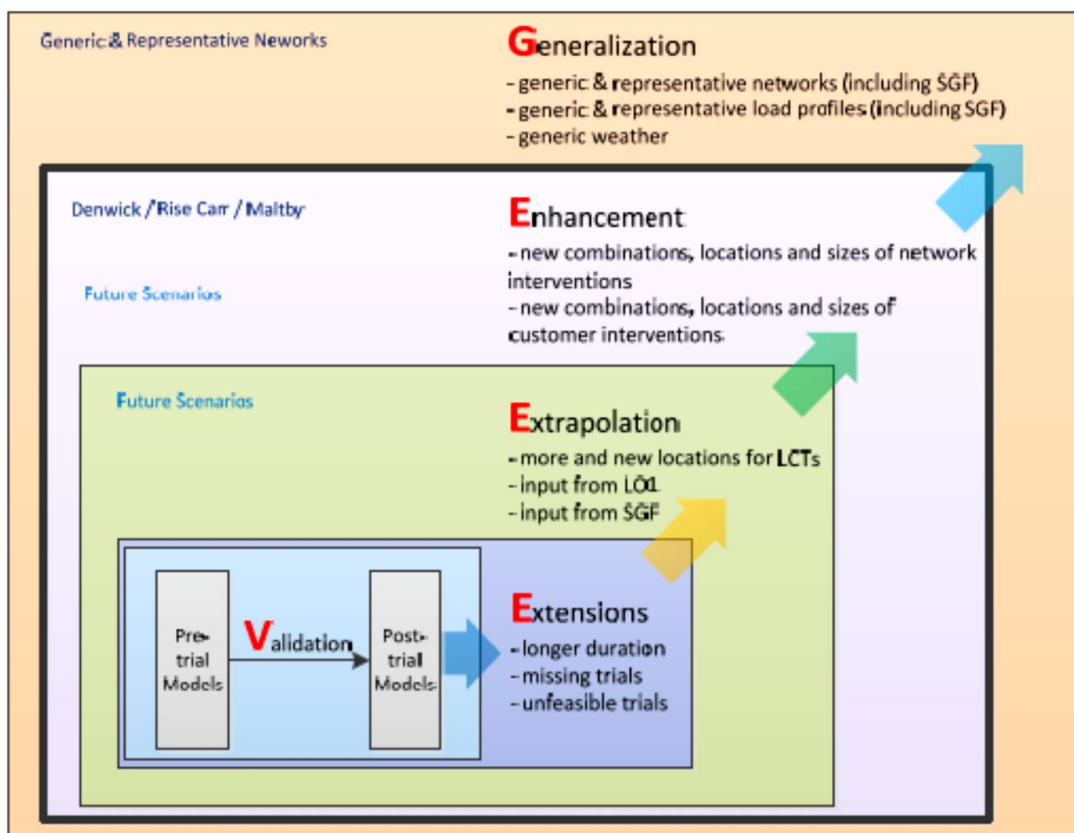 Generic & Representative Neworks
Generalization
- generic & representative networks (including SGF)
- generic & representative load profiles (including SGF)
- generic weather
Denwick / Rise Carr / Maltby
Enhancement
- new combinations, locations and sizes of network
interventions
- new combinations, locations and sizes of
customer interventions
Future Scenarios
Future Scenarios
Extrapolation
- more and new locations for LCTs
- input from LO1
- input from SGF
Pre-
trial
Models
Validation
Post-
trial
Models
Extensions
- longer duration
- missing trials
- unfeasible trials